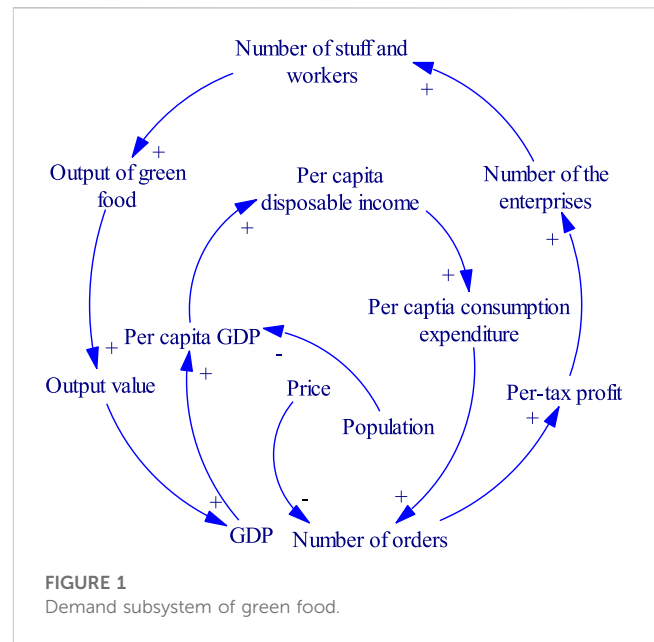 Number of stuff and
workers
+
+
Output of green
food
Per capita
disposable income
Number of the
enterprises
+
+
+
Per captia consumption
expenditure
+
Per capita GDP
-
+
Output value
Price
Per-tax profit
+
Population
-
+
+
GDP
Number of orders
FIGURE 1
Demand subsystem of green food.